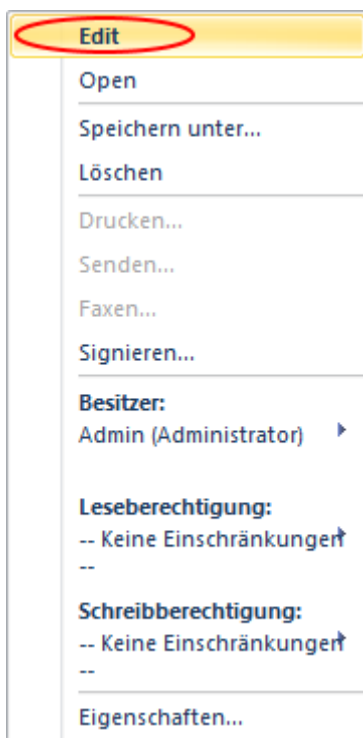 Edit
Open
Speichern unter...
Löschen
Drucken...
Senden...
Faxen...
Signieren...
Besitzer:
Admin (Administrator)
Leseberechtigung:
-- Keine Einschränkungen
--
Schreibberechtigung:
-- Keine Einschränkungen
--
Eigenschaften...